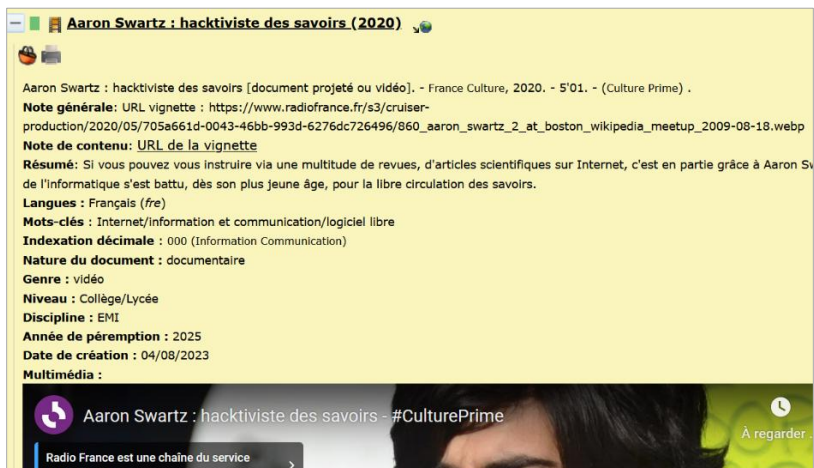 Aaron Swartz : hacktiviste des savoirs (2020)
Aaron Swartz : hacktiviste des savoirs [document projeté ou vidéo]. - France Culture, 2020. - 5'01. - (Culture Prime) .
Note générale: URL vignette : https://www.radiofrance.fr/s3/cruiser-
production/2020/05/705a661d-0043-46bb-993d-6276dc726496/860_aaron_swartz_2_at_boston_wikipedia_meetup_2009-08-18.webp
Note de contenu: URL de la vignette
Résumé: Si vous pouvez vous instruire via une multitude de revues, d'articles scientifiques sur Internet, c'est en partie grâce à Aaron
de l'informatique s'est battu, dès son plus jeune âge, pour la libre circulation des savoirs.
Langues : Français (fre)
Mots-clés : Internet/information et communication/logiciel libre
Indexation décimale : 000 (Information Communication)
Nature du document : documentaire
Genre : vidéo
Niveau : Collège/Lycée
Discipline : EMI
Année de péremption : 2025
Date de création : 04/08/2023
Multimédia :
Aaron Swartz : hacktiviste des savoirs - #CulturePrime
À regarder
Radio France est une chaîne du service